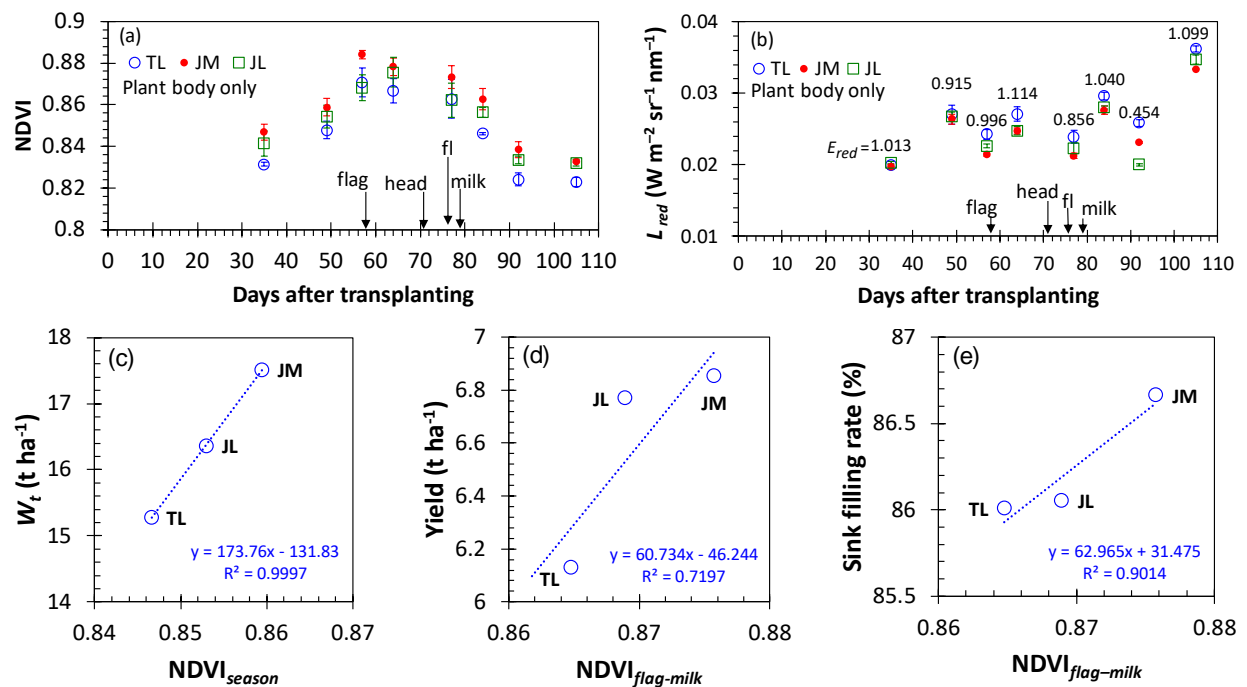 (a)
TL JM JL
Plant body only
NDVI
0.9
0.88
0.86
0.84
0.82
0.8
flag
head
fl
milk
0 10 20 30 40 50 60 70 80 90 100 110
Days after transplanting
(b)
TL JM JL
Plant body only
L_red (W m⁻² sr⁻¹ nm⁻¹)
0.04
0.03
0.02
0.01
E_red=1.013
0.915
0.996
1.114
0.856
1.040
0.454
1.099
flag
head
fl
milk
0 10 20 30 40 50 60 70 80 90 100 110
Days after transplanting
(c)
W_t (t ha⁻¹)
18
17
16
15
14
JM
JL
TL
y = 173.76x - 131.83
R² = 0.9997
0.84 0.85 0.86 0.87
NDVI_season
(d)
Yield (t ha⁻¹)
7
6.8
6.6
6.4
6.2
6
JL
JM
TL
y = 60.734x - 46.244
R² = 0.7197
0.86 0.87 0.88
NDVI_flag-milk
(e)
Sink filling rate (%)
87
86.5
86
85.5
JM
TL
JL
y = 62.965x + 31.475
R² = 0.9014
0.86 0.87 0.88
NDVI_flag–milk